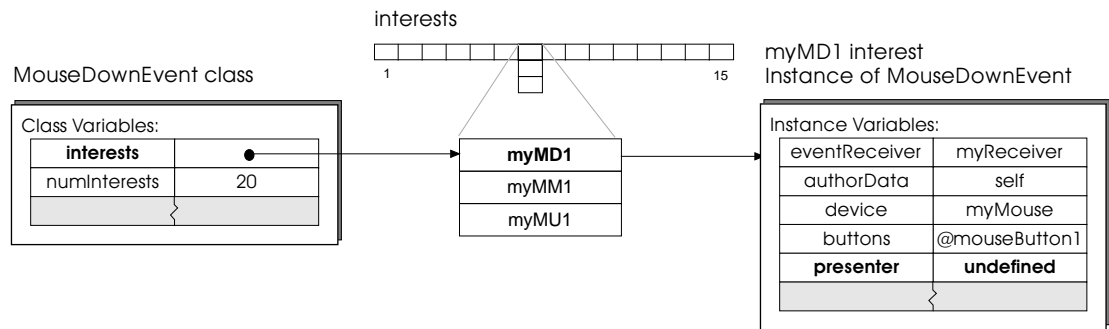 interests
1 15
MouseDownEvent class
Class Variables:
interests
numInterests 20
myMD1
myMM1
myMU1
myMD1 interest
Instance of MouseDownEvent
Instance Variables:
eventReceiver myReceiver
authorData self
device myMouse
buttons @mouseButton1
presenter undefined